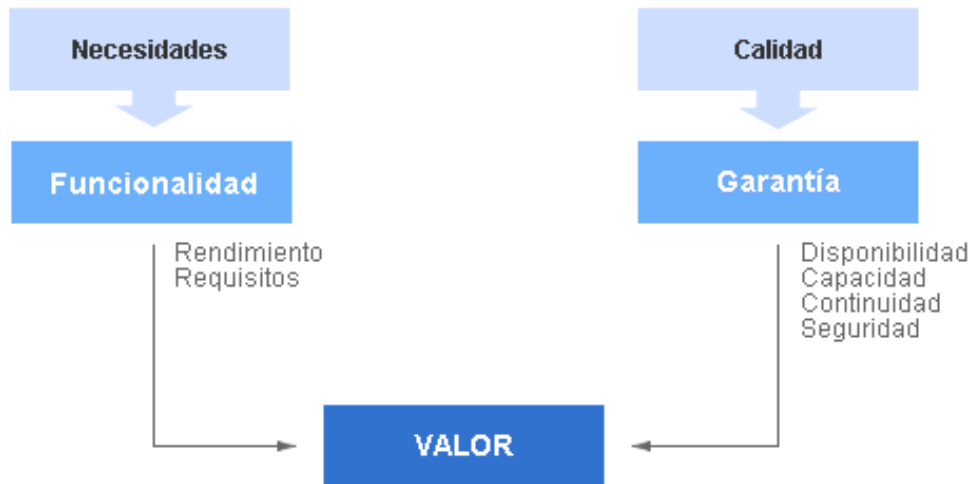 Necesidades
Calidad
Funcionalidad
Garantía
Rendimiento
Requisitos
Disponibilidad
Capacidad
Continuidad
Seguridad
VALOR